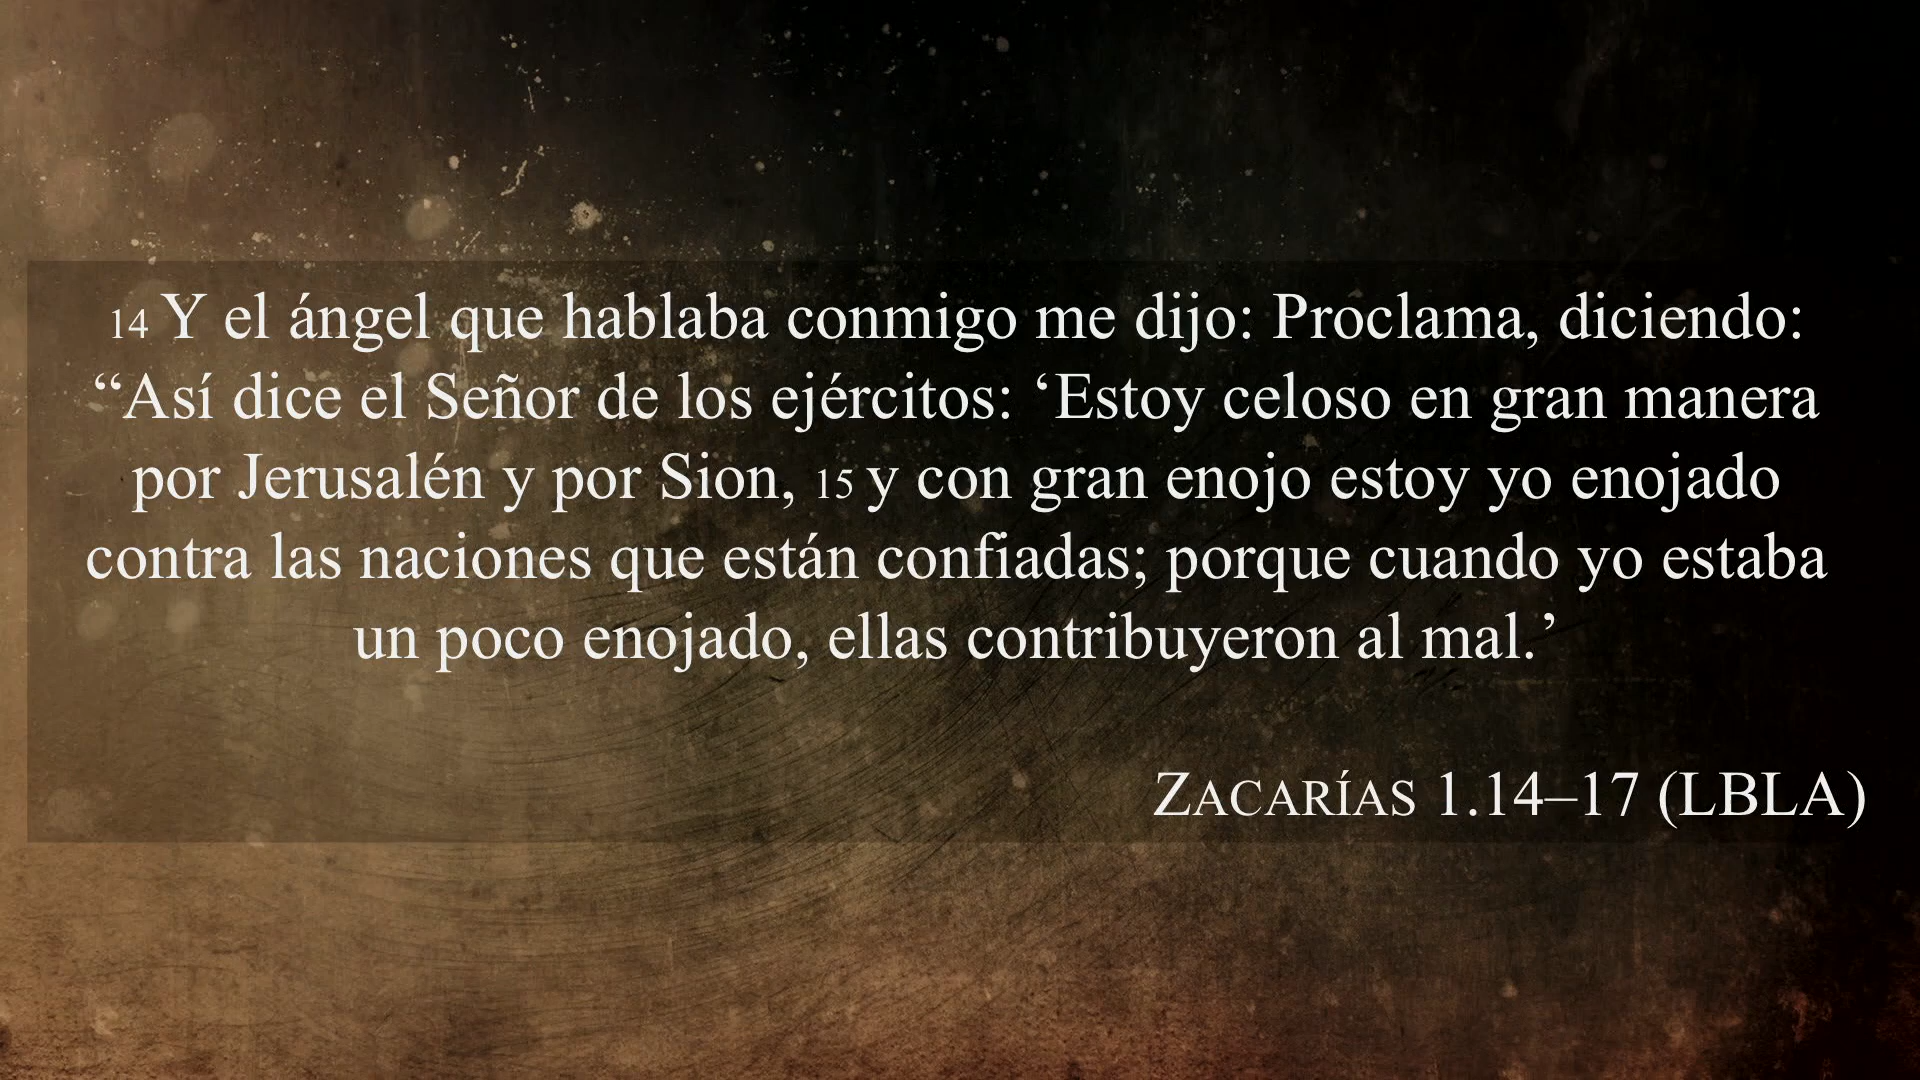 14 Y el ángel que hablaba conmigo me dijo: Proclama, diciendo:
“Así dice el Señor de los ejércitos: ‘Estoy celoso en gran manera
por Jerusalén y por Sion, 15 y con gran enojo estoy yo enojado
contra las naciones que están confiadas; porque cuando yo estaba
un poco enojado, ellas contribuyeron al mal.’
ZACARÍAS 1.14–17 (LBLA)